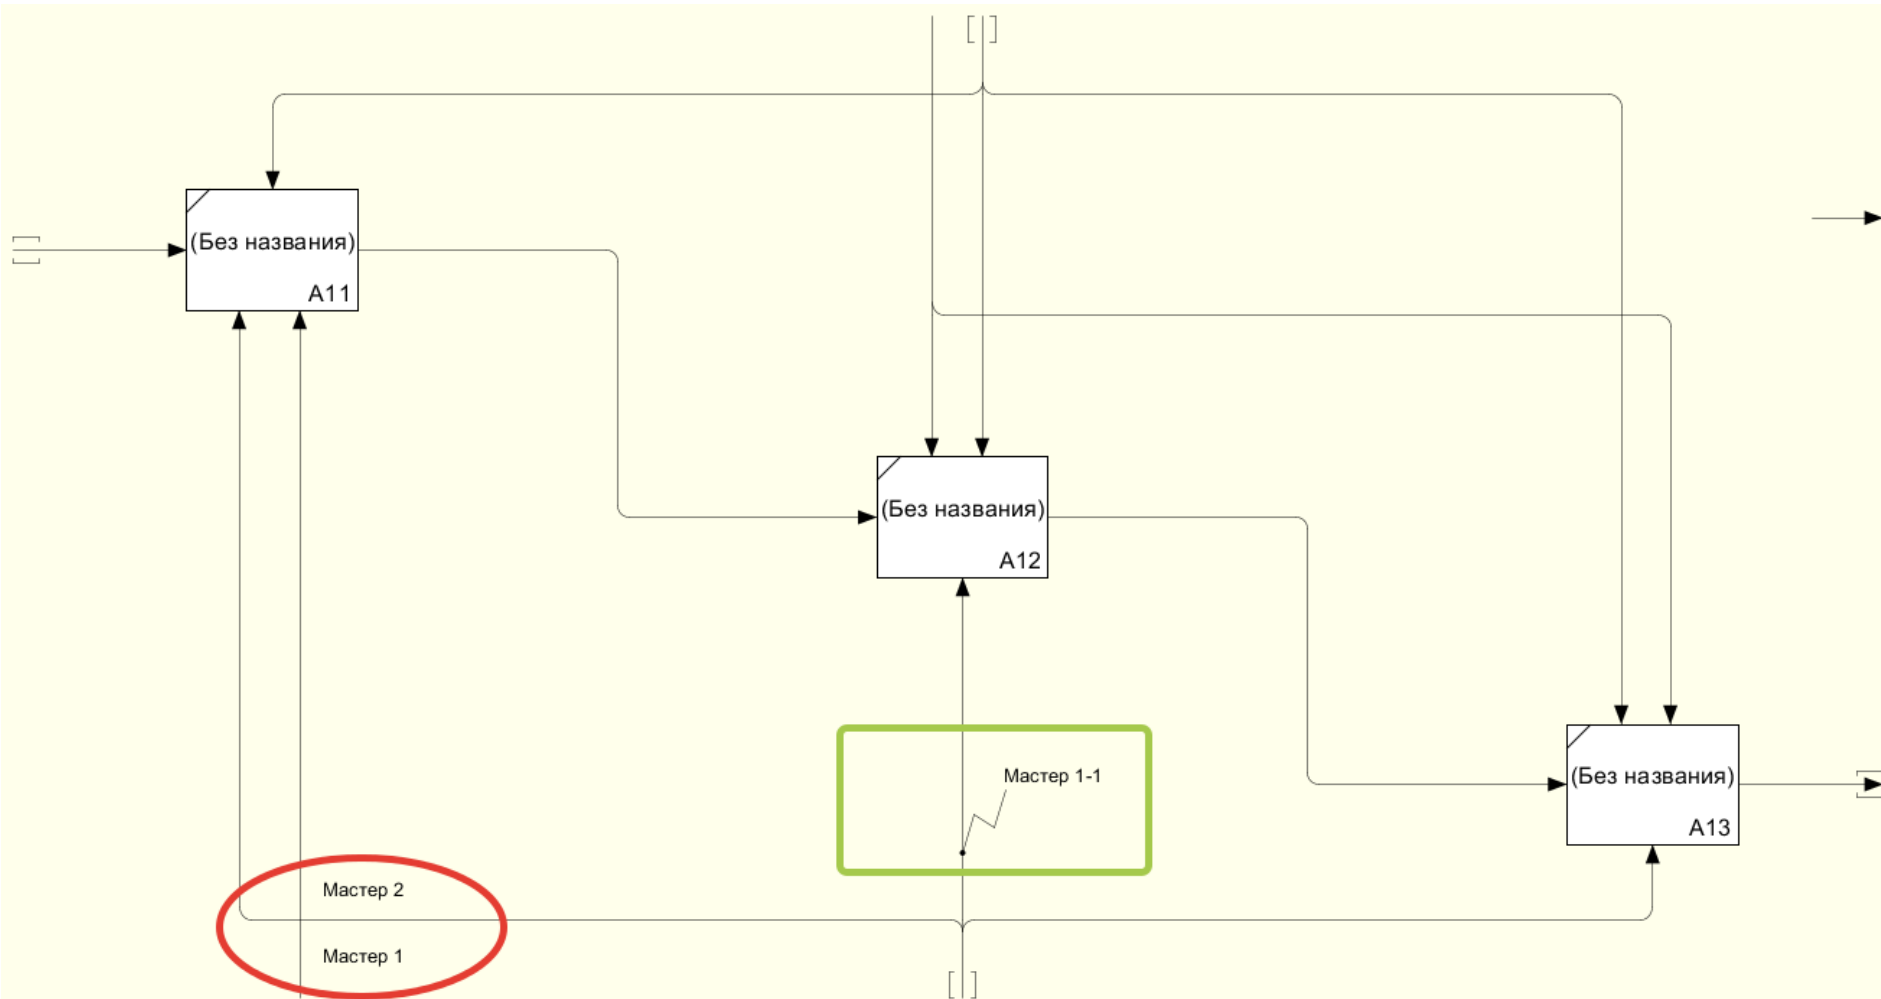 (Без названия)
A11
(Без названия)
A12
Мастер 1-1
(Без названия)
A13
Мастер 2
Мастер 1